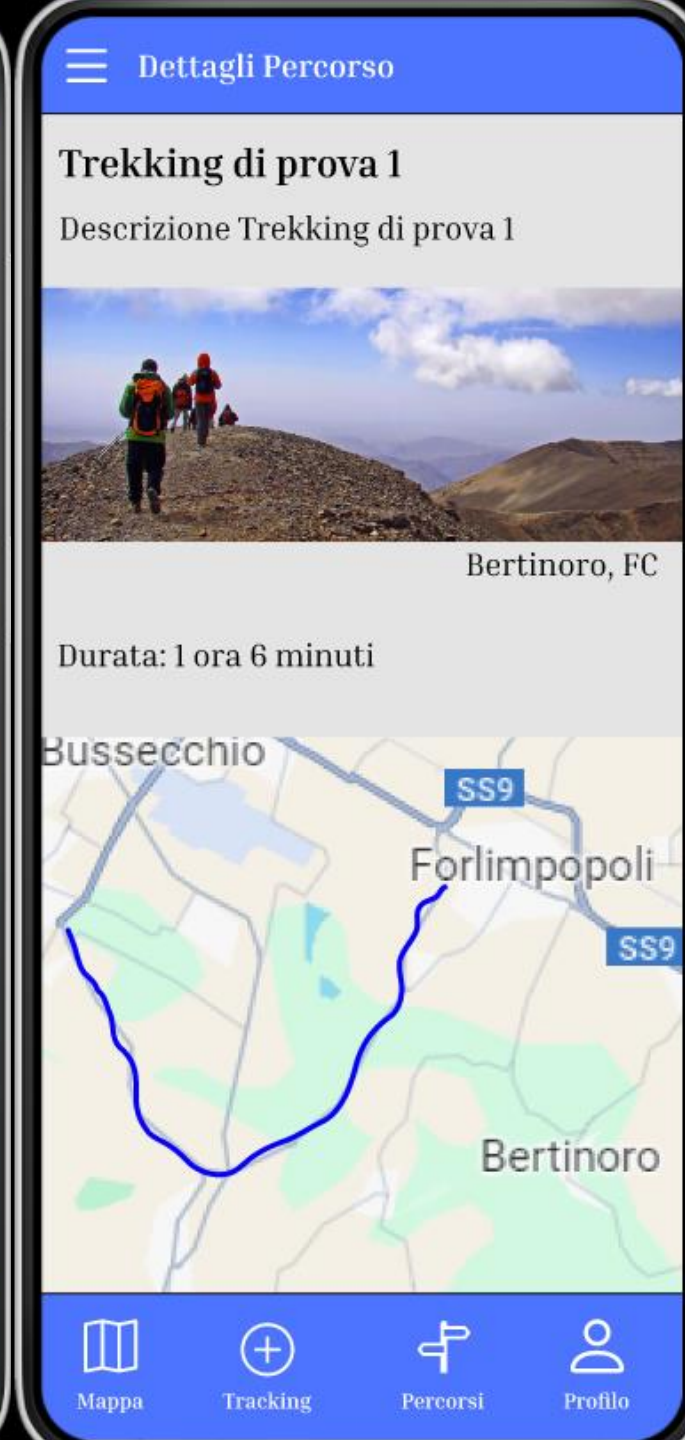 Dettagli Percorso
Trekking di prova 1
Descrizione Trekking di prova 1
Bertinoro, FC
Durata: 1 ora 6 minuti
Bussecchio
SS9
Forlimpopoli
SS9
Bertinoro
Mappa Tracking Percorsi Profilo